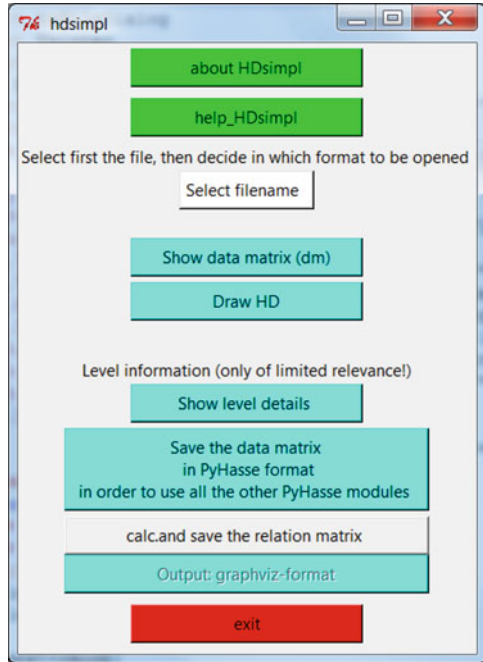 hdsimpl
about HDsimpl
help_HDsimpl
Select first the file, then decide in which format to be opened
Select filename
Show data matrix (dm)
Draw HD
Level information (only of limited relevance!)
Show level details
Save the data matrix
in PyHasse format
in order to use all the other PyHasse modules
calc.and save the relation matrix
Output: graphviz-format
exit